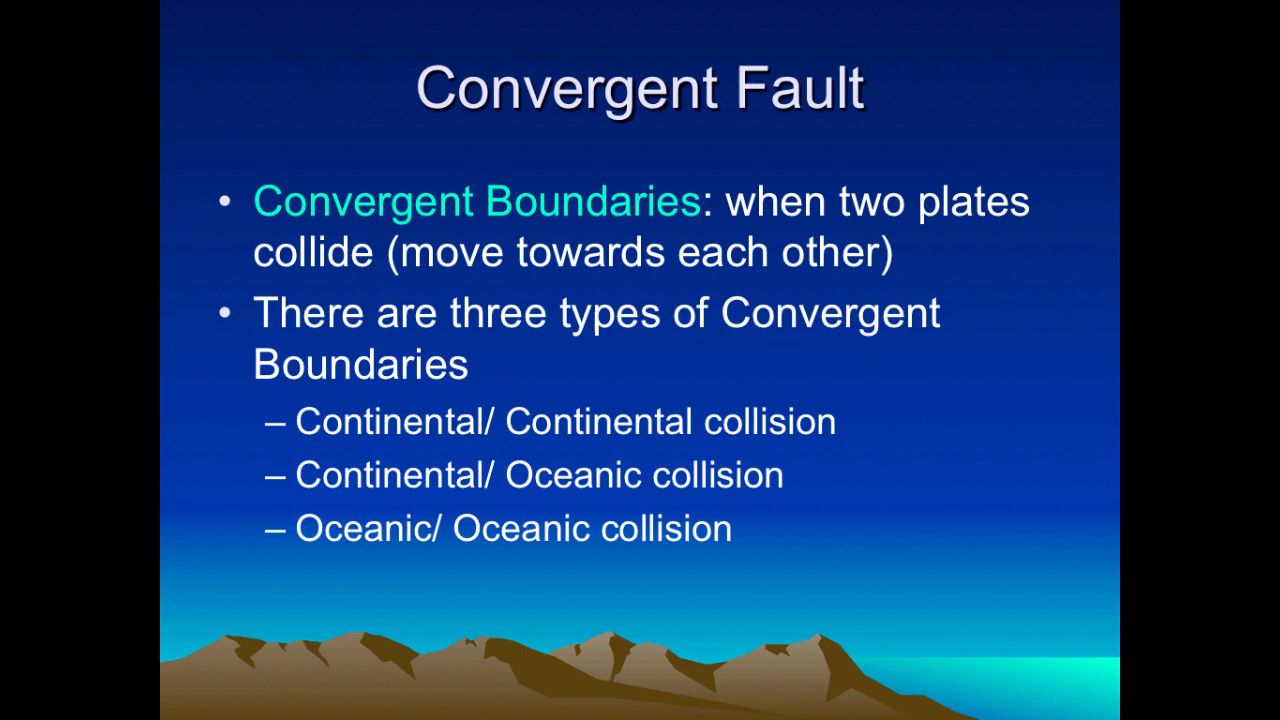 Convergent Fault
• Convergent Boundaries: when two plates
collide (move towards each other)
• There are three types of Convergent
Boundaries
– Continental/ Continental collision
– Continental/ Oceanic collision
– Oceanic/ Oceanic collision